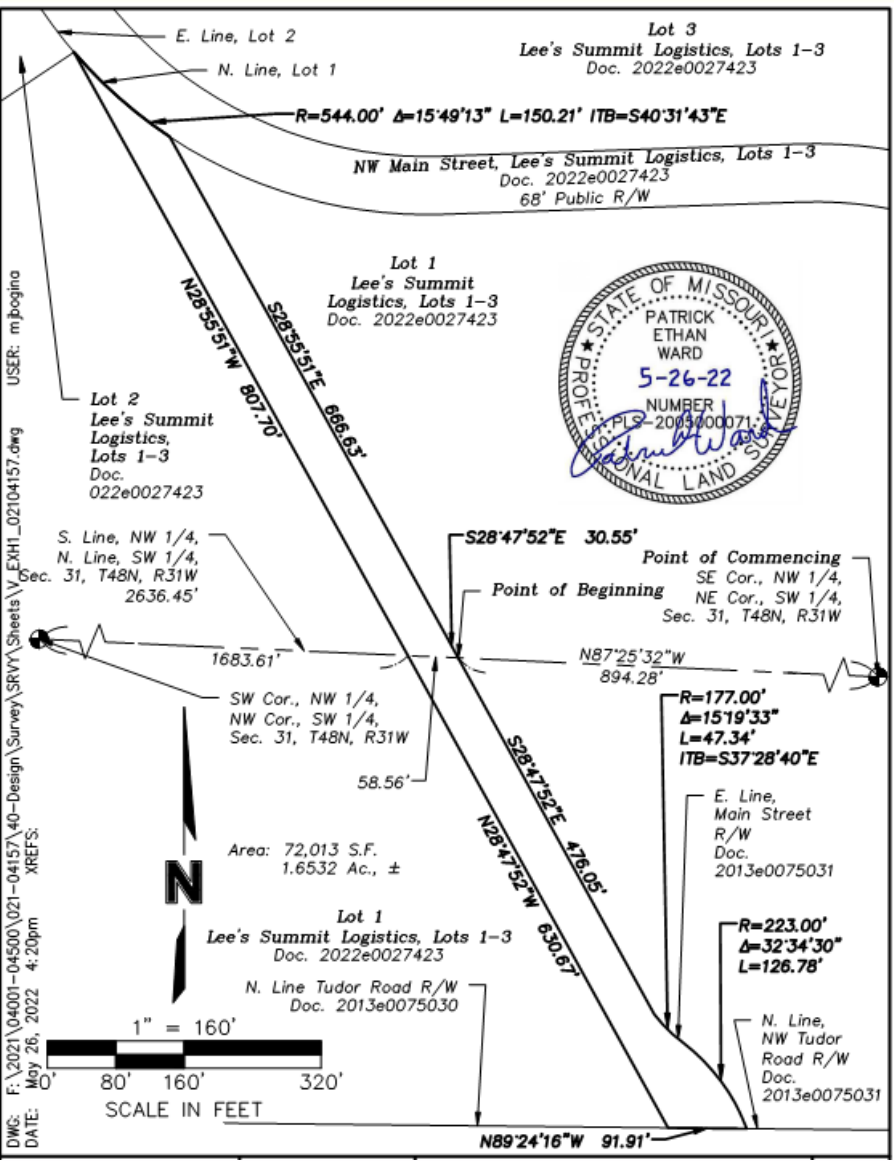 E. Line, Lot 2
N. Line, Lot 1
Lot 3
Lee's Summit Logistics, Lots 1-3
Doc. 2022e0027423
R=544.00' Δ=15°49'13" L=150.21' ITB=S40°31'43"E
NW Main Street, Lee's Summit Logistics, Lots 1-3
Doc. 2022e0027423
68' Public R/W
Lot 1
Lee's Summit
Logistics, Lots 1-3
Doc. 2022e0027423
STATE OF MISSOURI
PATRICK
ETHAN
WARD
5-26-22
NUMBER
PLS-2005000071
PROFESSIONAL LAND SURVEYOR
N28°55'51"W 807.70'
S28°55'51"E 666.63'
Lot 2
Lee's Summit
Logistics,
Lots 1-3
Doc.
022e0027423
S. Line, NW 1/4,
N. Line, SW 1/4,
Sec. 31, T48N, R31W
2636.45'
S28°47'52"E 30.55'
Point of Beginning
Point of Commencing
SE Cor., NW 1/4,
NE Cor., SW 1/4,
Sec. 31, T48N, R31W
1683.61'
N87°25'32"W
894.28'
SW Cor., NW 1/4,
NW Cor., SW 1/4,
Sec. 31, T48N, R31W
58.56'
R=177.00'
Δ=15°19'33"
L=47.34'
ITB=S37°28'40"E
S28°47'52"E 476.05'
N28°47'52"W 630.67'
E. Line,
Main Street
R/W
Doc.
2013e0075031
Area: 72,013 S.F.
1.6532 Ac., ±
N
Lot 1
Lee's Summit Logistics, Lots 1-3
Doc. 2022e0027423
R=223.00'
Δ=32°34'30"
L=126.78'
N. Line Tudor Road R/W
Doc. 2013e0075030
N. Line,
NW Tudor
Road R/W
Doc.
2013e0075031
1" = 160'
0' 80' 160' 320'
SCALE IN FEET
N89°24'16"W 91.91'
DWG: F:\2021\04001-04500\021-04157\40-Design\Survey\SRVY\Sheets\V_EXH1_02104157.dwg USER: mjbogina
DATE: May 26, 2022 4:20pm XREFS: